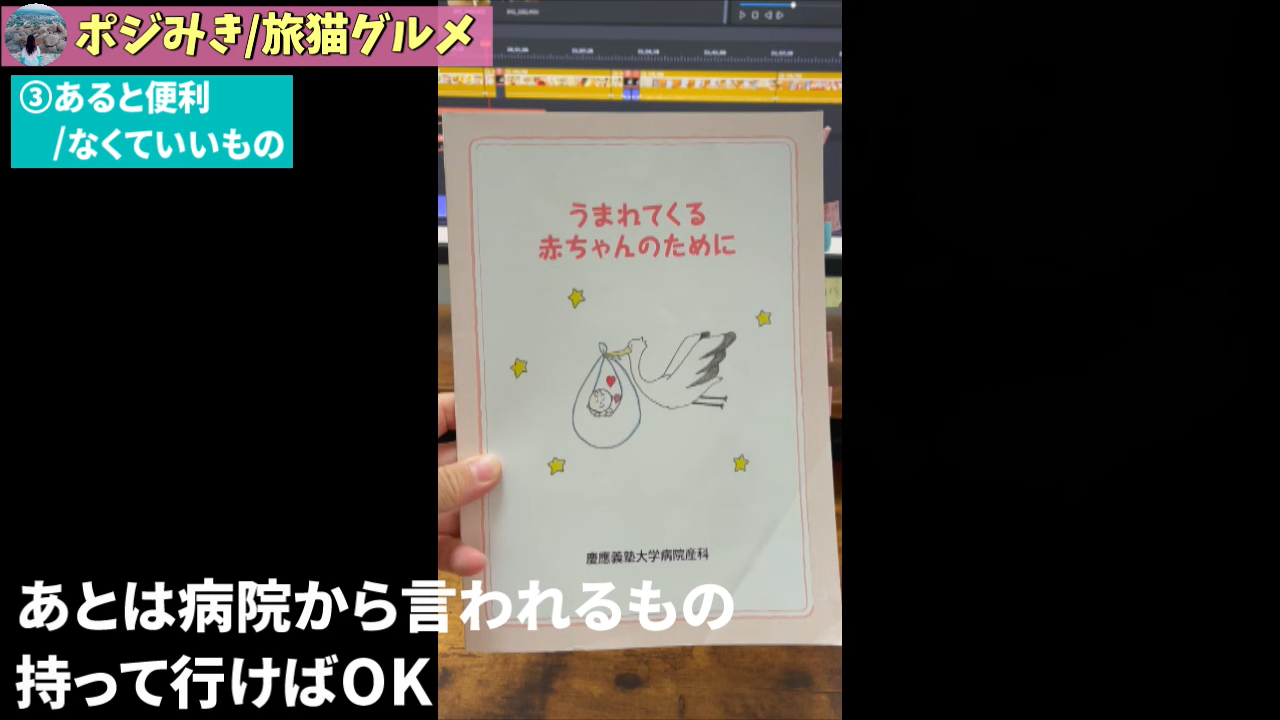 ポジみき/旅猫グルメ
③あると便利
/なくていいもの
うまれてくる
赤ちゃんのために
慶應義塾大学病院産科
あとは病院から言われるもの
持って行けばOK